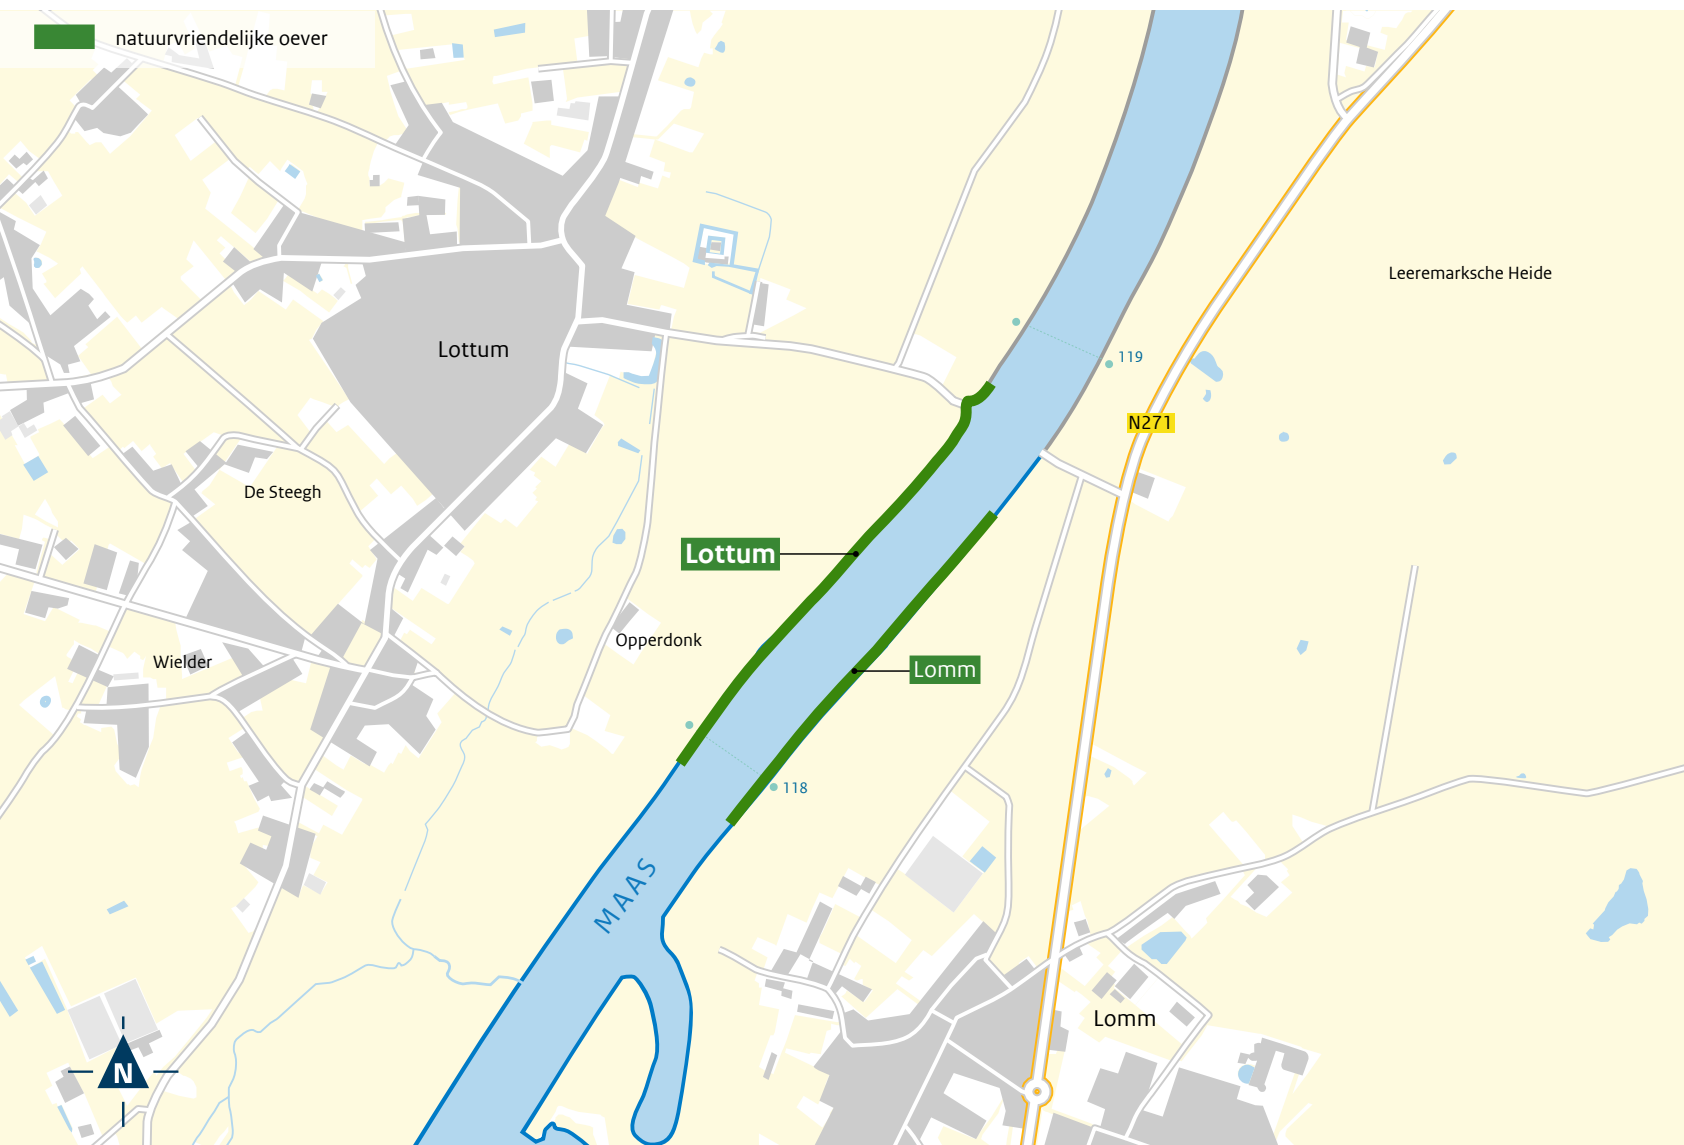 natuurvriendelijke oever
Leeremarksche Heide
Lottum
119
N271
De Steegh
Lottum
Opperdonk
Wielder
Lomm
118
MAAS
Lomm
N